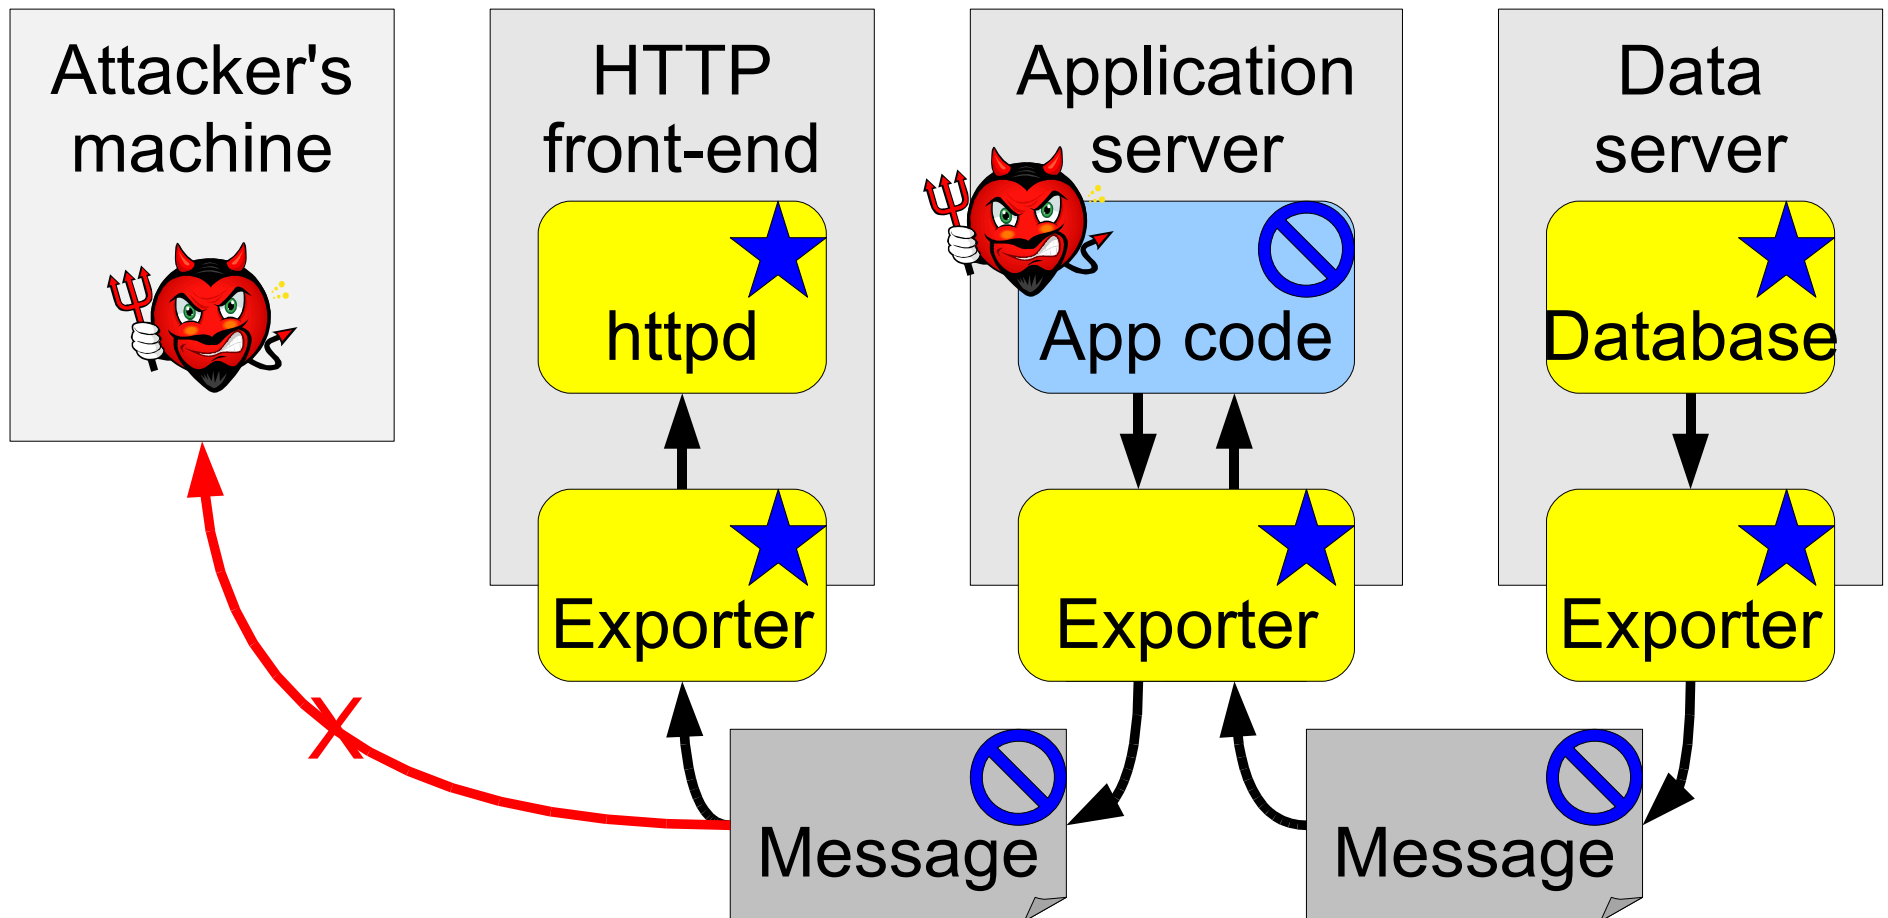 Attacker's
machine
HTTP
front-end
Application
server
Data
server
httpd
App code
Database
Exporter
Exporter
Exporter
X
Message
Message